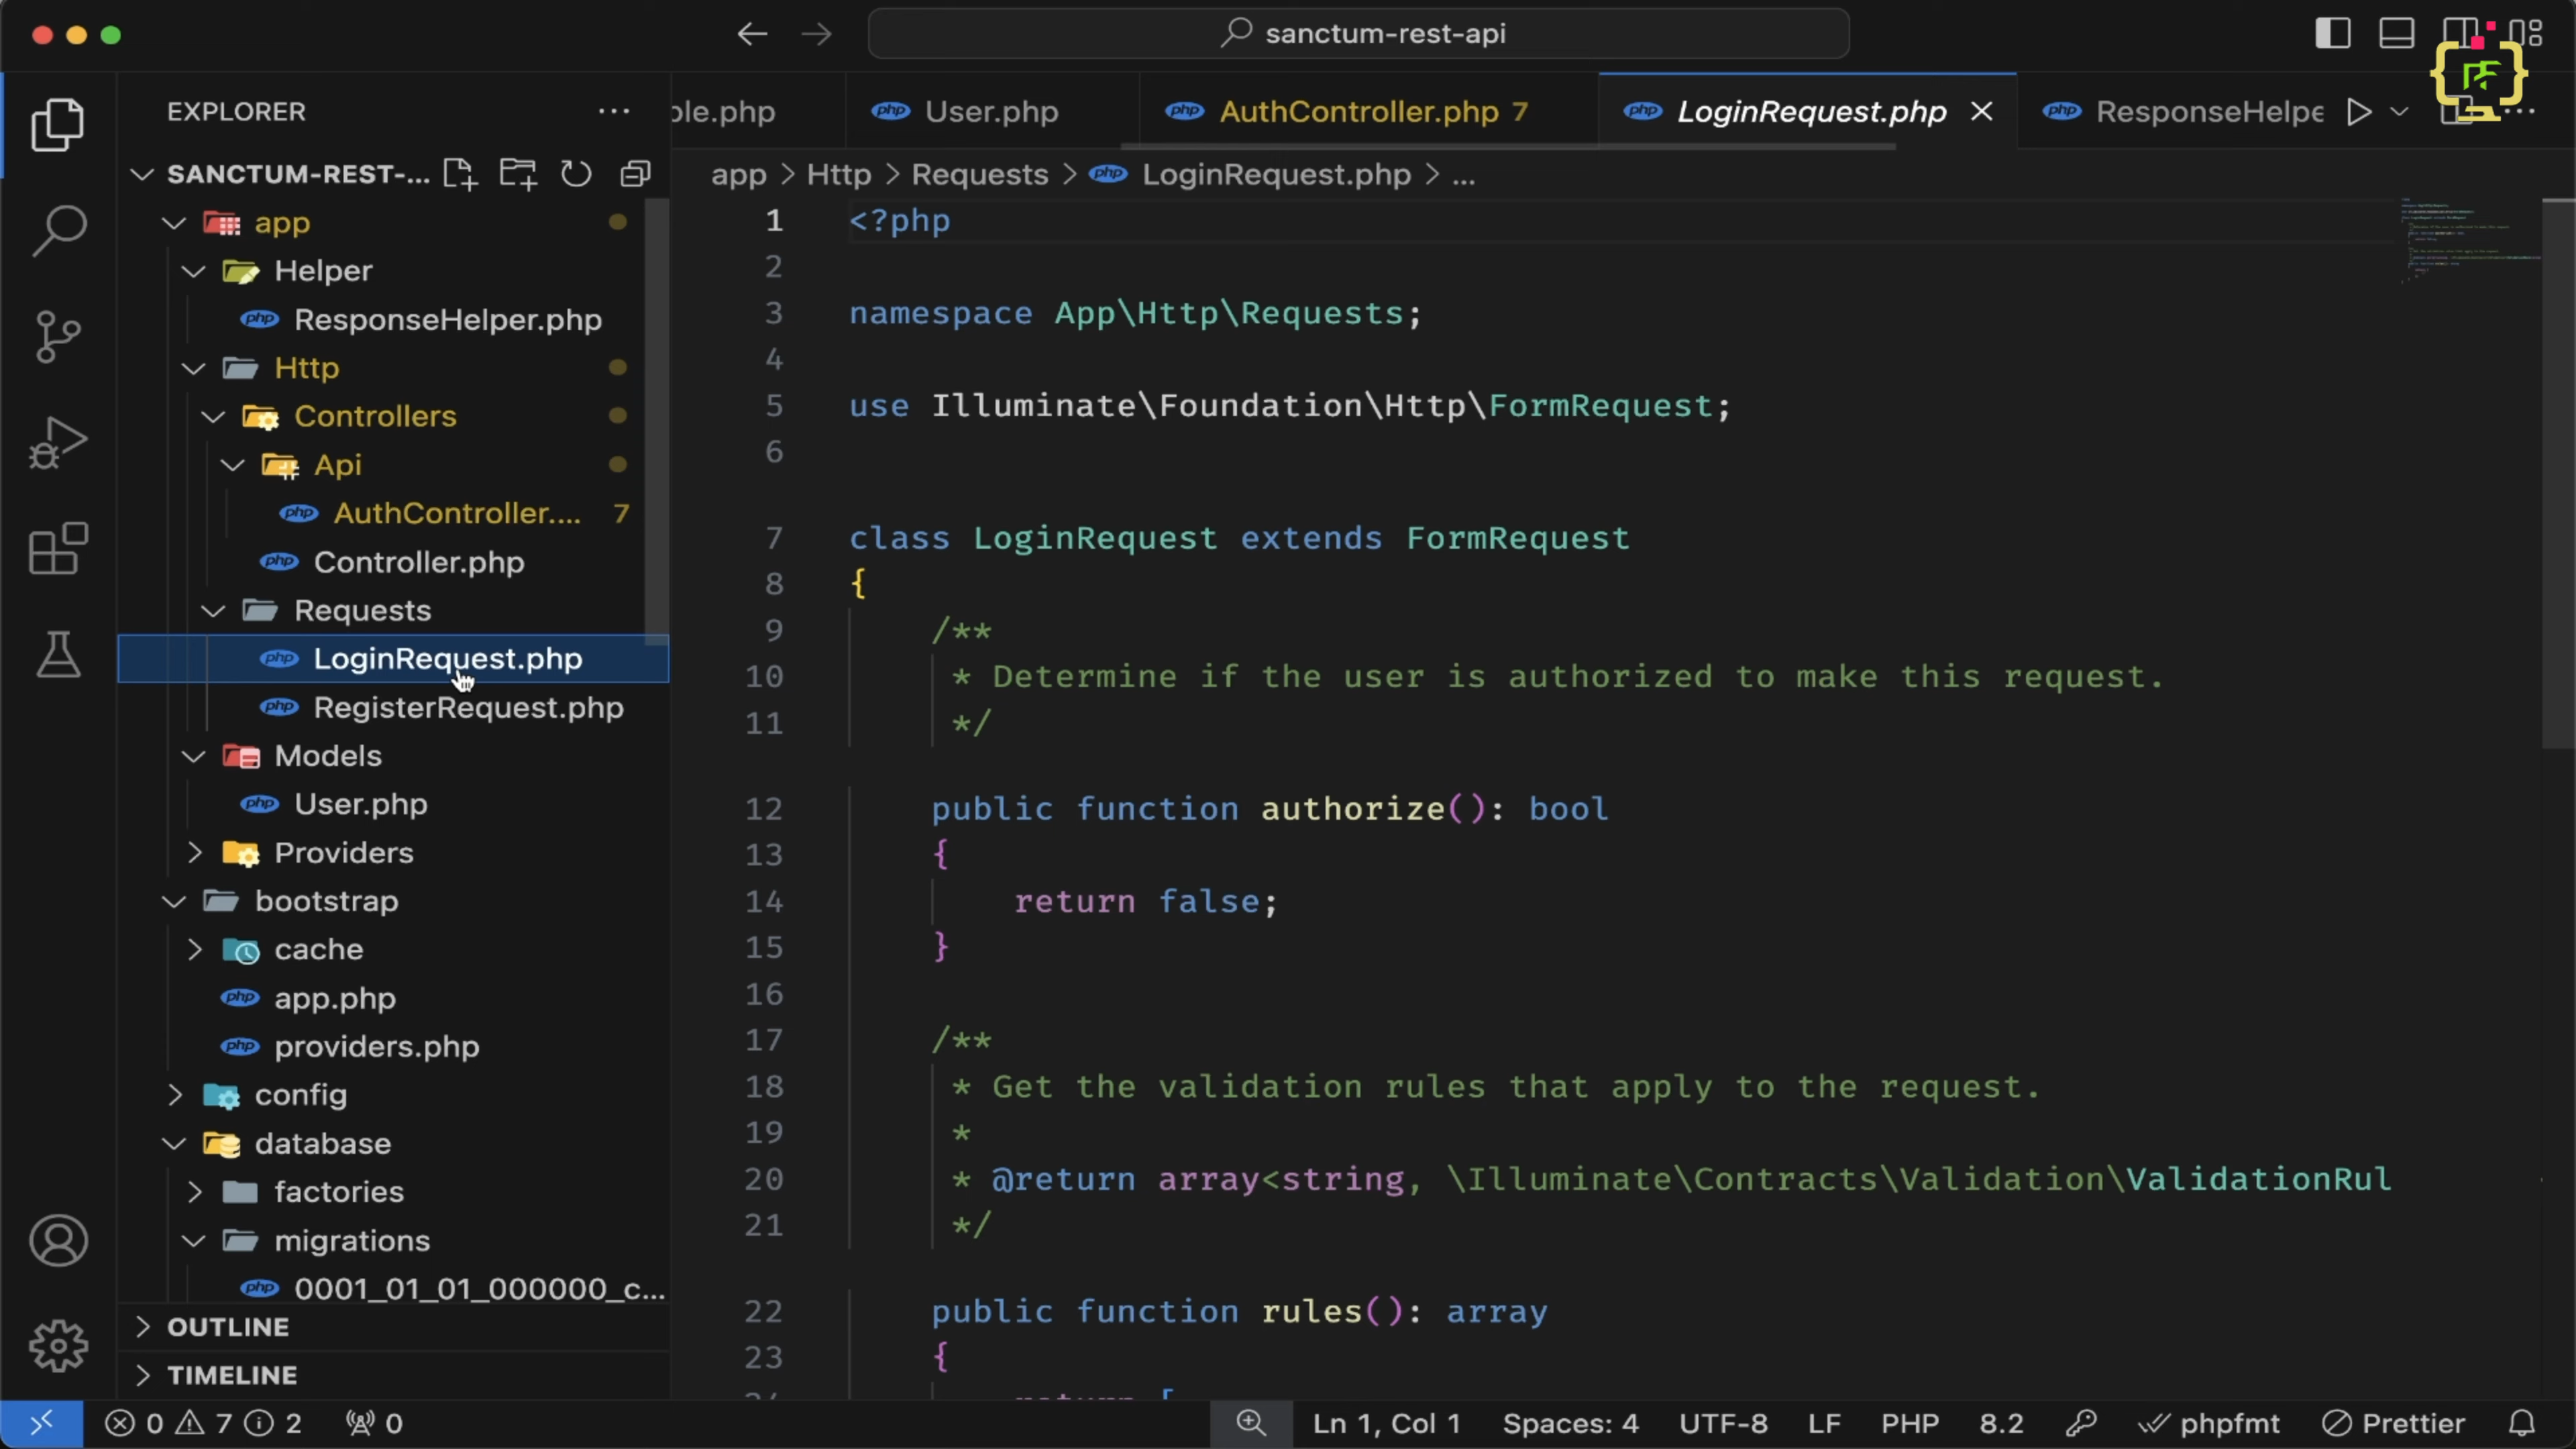 sanctum-rest-api
EXPLORER
ple.php
User.php
AuthController.php 7
LoginRequest.php
ResponseHelpe
SANCTUM-REST-...
app > Http > Requests > LoginRequest.php > ...
app
Helper
ResponseHelper.php
Http
Controllers
Api
AuthController.... 7
Controller.php
Requests
LoginRequest.php
RegisterRequest.php
Models
User.php
Providers
bootstrap
cache
app.php
providers.php
config
database
factories
migrations
0001_01_01_000000_c...
OUTLINE
TIMELINE
1 <?php
2
3 namespace App\Http\Requests;
4
5 use Illuminate\Foundation\Http\FormRequest;
6
7 class LoginRequest extends FormRequest
8 {
9 /**
10 * Determine if the user is authorized to make this request.
11 */
12 public function authorize(): bool
13 {
14 return false;
15 }
16
17 /**
18 * Get the validation rules that apply to the request.
19 *
20 * @return array<string, \Illuminate\Contracts\Validation\ValidationRul
21 */
22 public function rules(): array
23 {
24 return [
0 7 2 0
Ln 1, Col 1 Spaces: 4 UTF-8 LF PHP 8.2 phpfmt Prettier